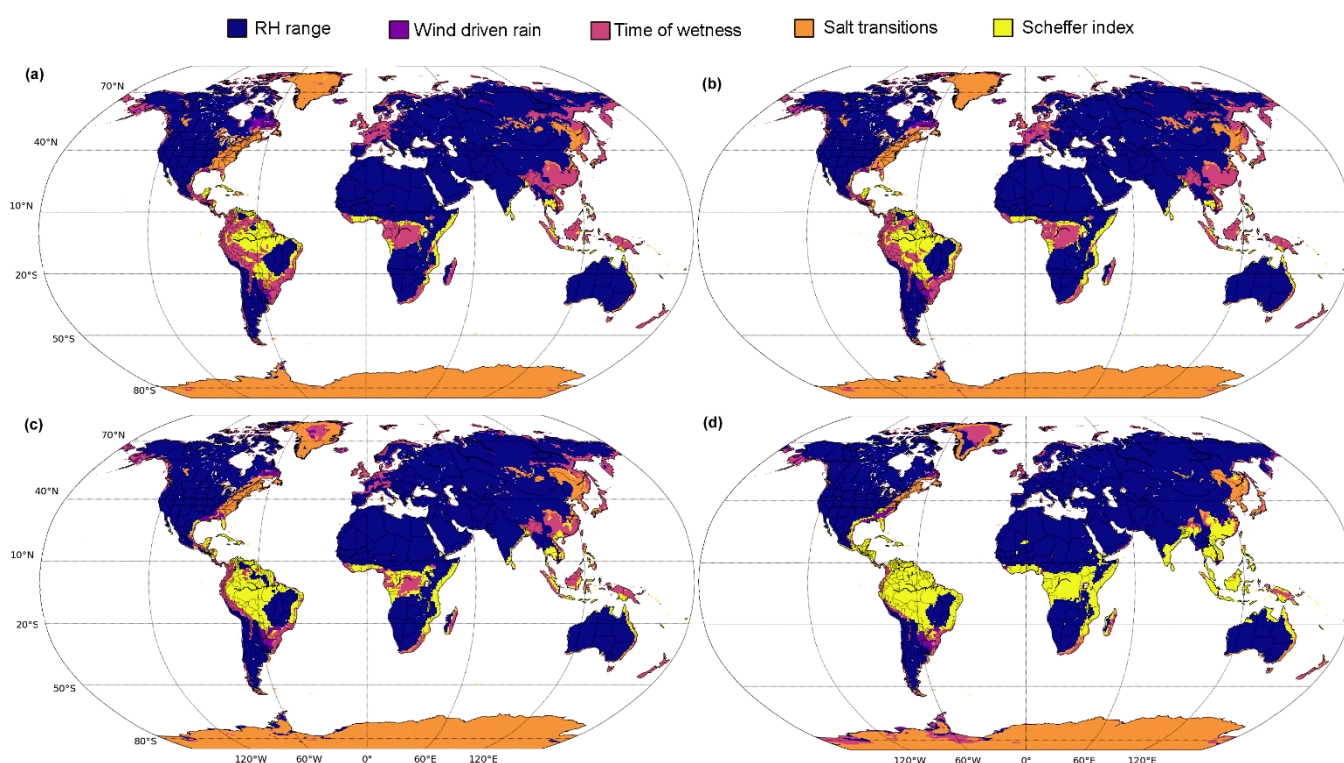 RH range Wind driven rain Time of wetness Salt transitions Scheffer index
(a) (b)
70°N
40°N
10°N
20°S
50°S
80°S
(c) (d)
70°N
40°N
10°N
20°S
50°S
80°S
120°W 60°W 0° 60°E 120°E 120°W 60°W 0° 60°E 120°E